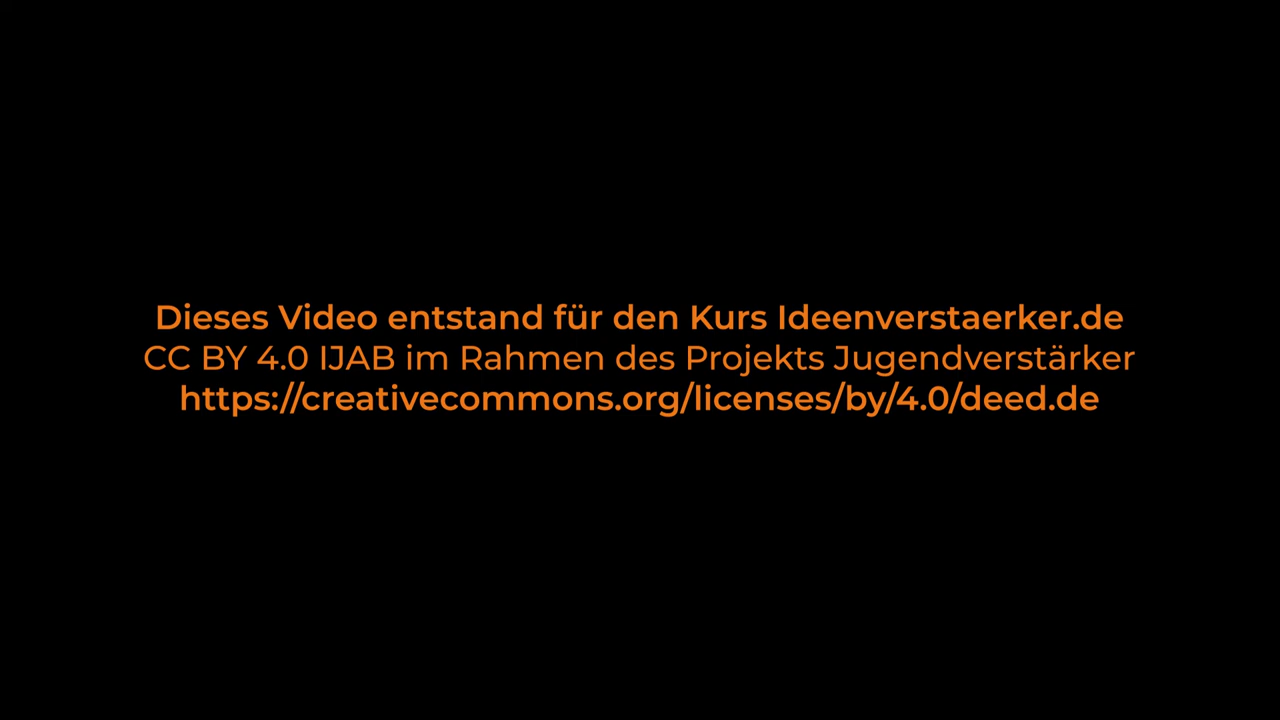 Dieses Video entstand für den Kurs Ideenverstaerker.de
CC BY 4.0 IJAB im Rahmen des Projekts Jugendverstärker
https://creativecommons.org/licenses/by/4.0/deed.de